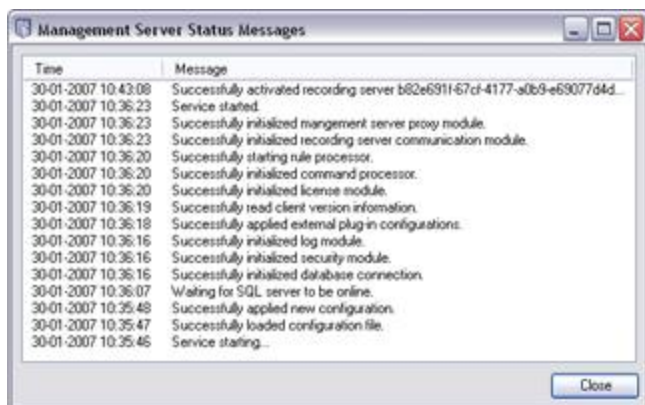 Management Server Status Messages
Time Message
30-01-2007 10:43:08 Successfully activated recording server b82e691f-67cf-4177-a0b9-e69077d4d...
30-01-2007 10:36:23 Service started.
30-01-2007 10:36:23 Successfully initialized mangement server proxy module.
30-01-2007 10:36:23 Successfully initialized recording server communication module.
30-01-2007 10:36:20 Successfully starting rule processor.
30-01-2007 10:36:20 Successfully initialized command processor.
30-01-2007 10:36:20 Successfully initialized license module.
30-01-2007 10:36:19 Successfully read client version information.
30-01-2007 10:36:18 Successfully applied external plug-in configurations.
30-01-2007 10:36:16 Successfully initialized log module.
30-01-2007 10:36:16 Successfully initialized security module.
30-01-2007 10:36:16 Successfully initialized database connection.
30-01-2007 10:36:07 Waiting for SQL server to be online.
30-01-2007 10:35:48 Successfully applied new configuration.
30-01-2007 10:35:47 Successfully loaded configuration file.
30-01-2007 10:35:46 Service starting...
Close